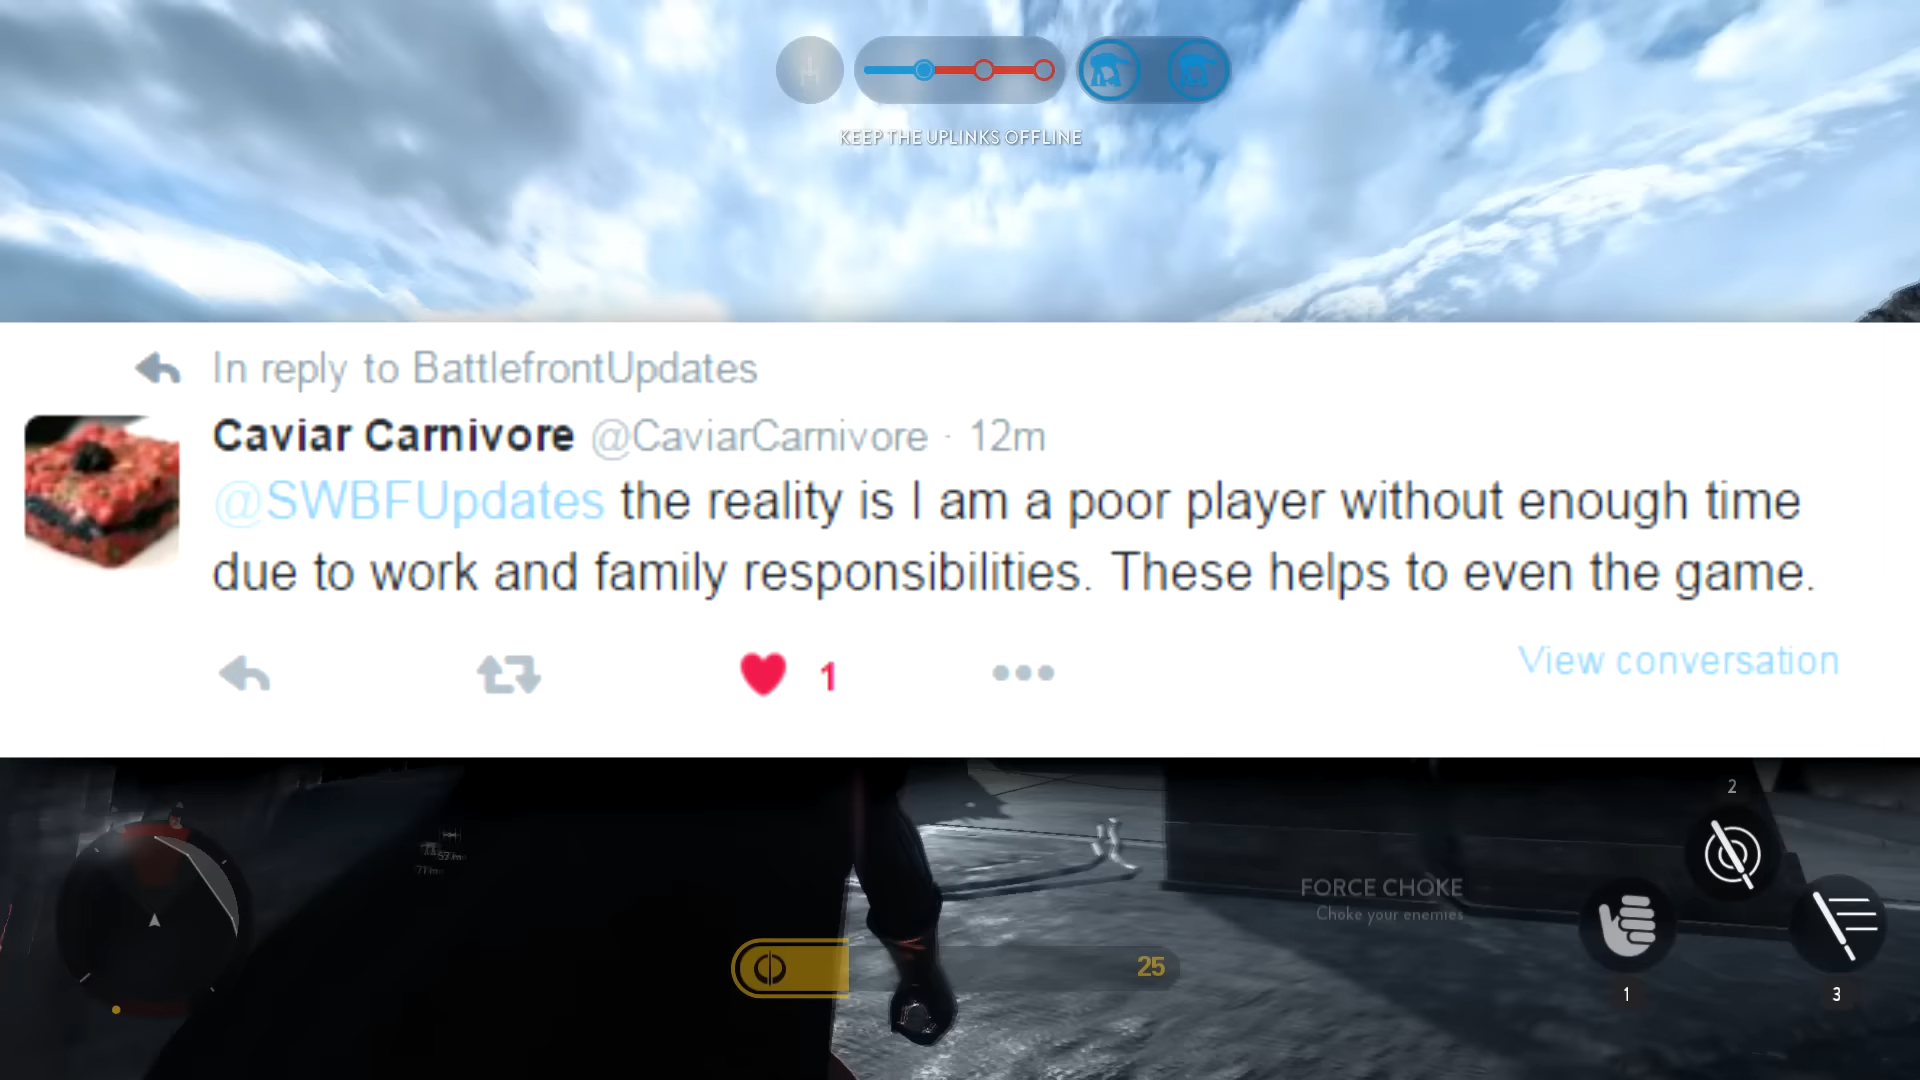 KEEP THE UPLINKS OFFLINE
In reply to BattlefrontUpdates
Caviar Carnivore @CaviarCarnivore · 12m
@SWBFUpdates the reality is I am a poor player without enough time
due to work and family responsibilities. These helps to even the game.
1
View conversation
2
57m
77m
FORCE CHOKE
Choke your enemies
25
1
3